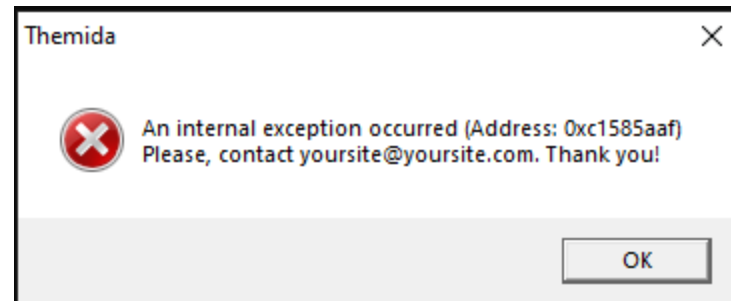 Themida
An internal exception occurred (Address: 0xc1585aaf)
Please, contact yoursite@yoursite.com. Thank you!
OK